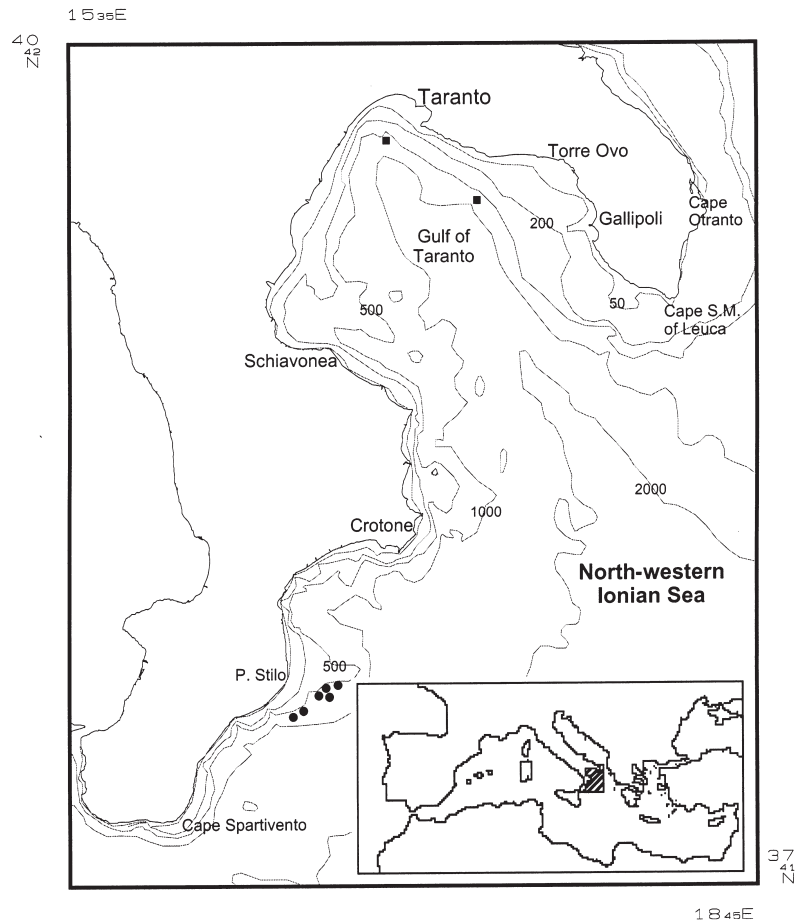 15 35E
40
42
N
Taranto
Torre Ovo
Cape
Otranto
200
Gallipoli
Gulf of
Taranto
50
500
Cape S.M.
of Leuca
Schiavonea
2000
1000
Crotone
North-western
Ionian Sea
500
P. Stilo
Cape Spartivento
37
41
N
18 45E